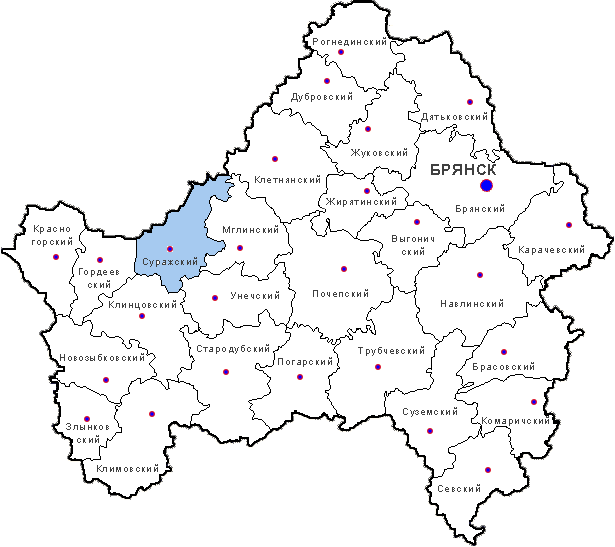 Рогнединский
Дубровский
Дятьковский
Жуковский
БРЯНСК
Клетнянский
Жирятинский
Брянский
Красно
горский
Мглинский
Выгонич
ский
Карачевский
Гордеев
ский
Суражский
Клинцовский
Унечский
Почепский
Навлинский
Новозыбковский
Стародубский
Погарский
Трубчевский
Брасовский
Злынков
ский
Суземский
Комаричский
Климовский
Севский